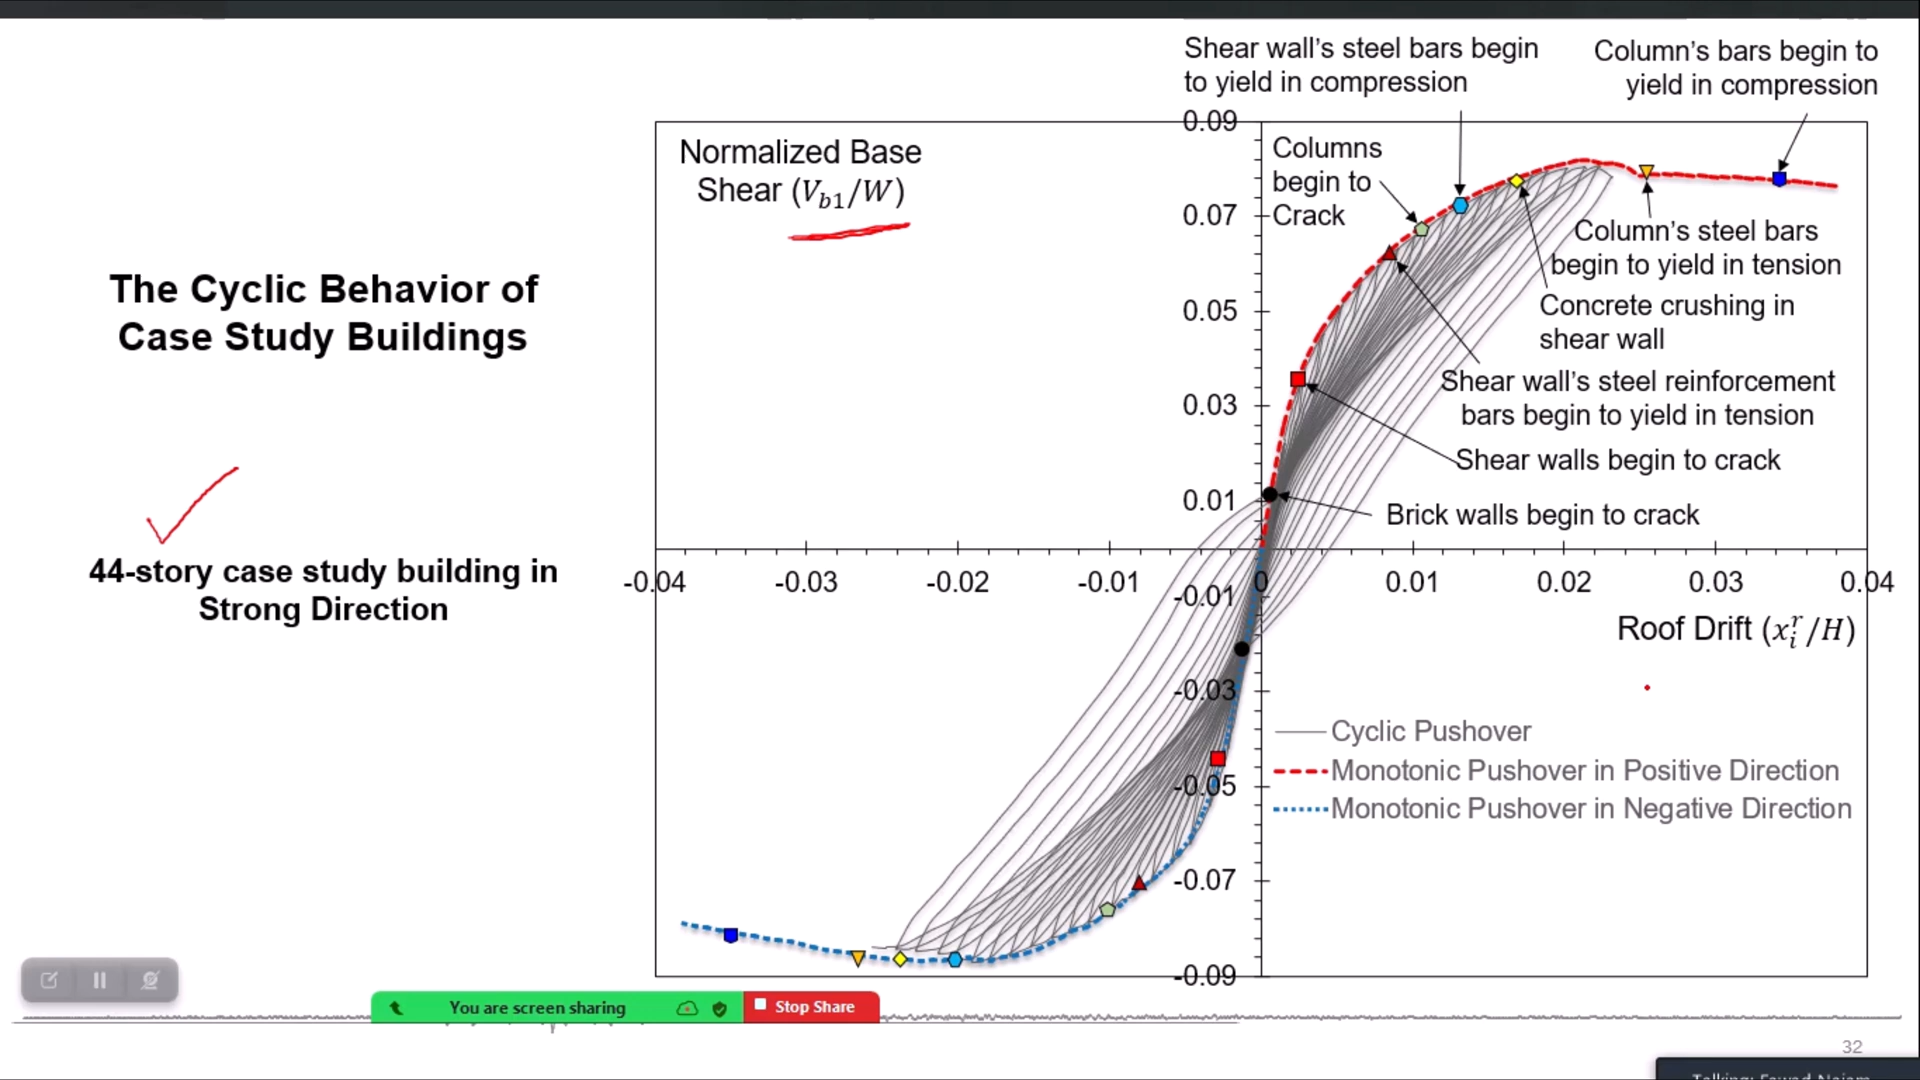 Shear wall's steel bars begin
to yield in compression
Column's bars begin to
yield in compression
Normalized Base
Shear (V_{b1}/W)
Columns
begin to
Crack
Column's steel bars
begin to yield in tension
Concrete crushing in
shear wall
Shear wall's steel reinforcement
bars begin to yield in tension
Shear walls begin to crack
Brick walls begin to crack
The Cyclic Behavior of
Case Study Buildings
44-story case study building in
Strong Direction
0.09
0.07
0.05
0.03
0.01
-0.04 -0.03 -0.02 -0.01 0 0.01 0.02 0.03 0.04
-0.01
-0.03
-0.05
-0.07
-0.09
Roof Drift (x_i^r/H)
Cyclic Pushover
Monotonic Pushover in Positive Direction
Monotonic Pushover in Negative Direction
You are screen sharing
Stop Share
32